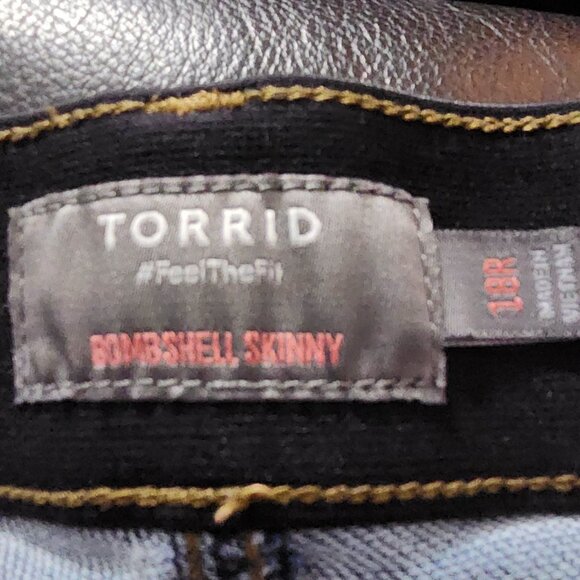 TORRID
#FeelTheFit
BOMBSHELL SKINNY
18R
MADE IN
VIETNAM